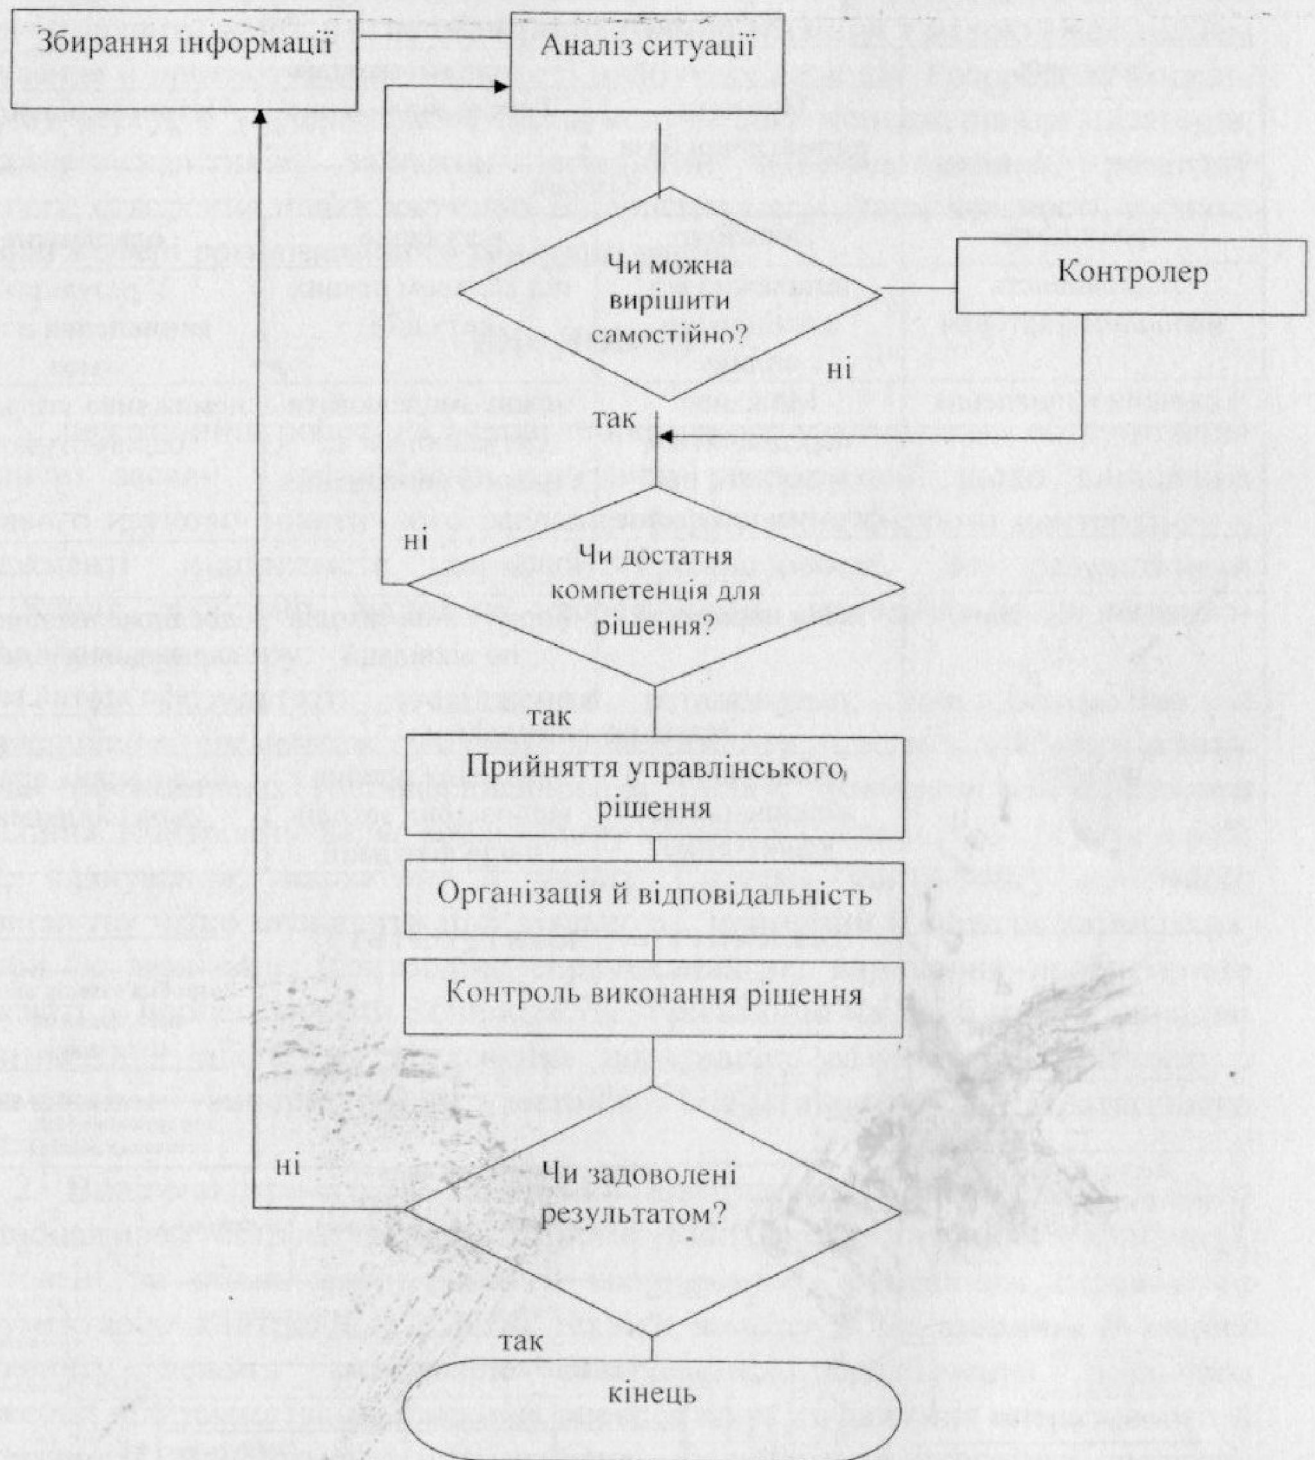 Збирання інформації
Аналіз ситуації
Чи можна
вирішити
самостійно?
Контролер
ні
так
ні
Чи достатня
компетенція для
рішення?
так
Прийняття управлінського
рішення
Організація й відповідальність
Контроль виконання рішення
ні
Чи задоволені
результатом?
так
кінець